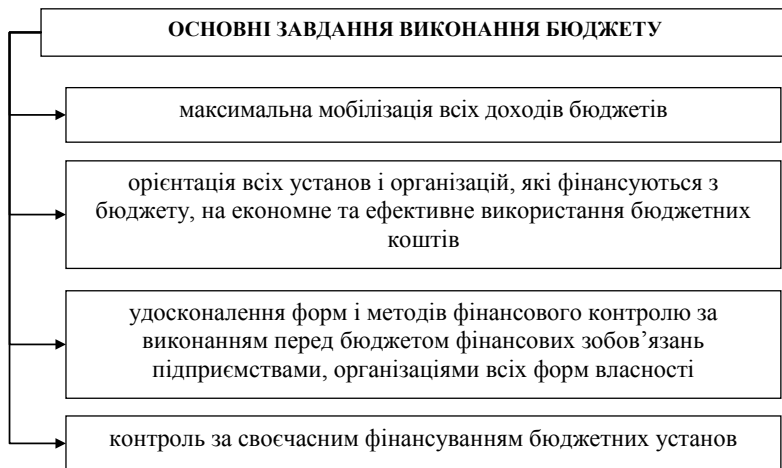 ОСНОВНІ ЗАВДАННЯ ВИКОНАННЯ БЮДЖЕТУ
максимальна мобілізація всіх доходів бюджетів
орієнтація всіх установ і організацій, які фінансуються з
бюджету, на економне та ефективне використання бюджетних
коштів
удосконалення форм і методів фінансового контролю за
виконанням перед бюджетом фінансових зобов’язань
підприємствами, організаціями всіх форм власності
контроль за своєчасним фінансуванням бюджетних установ